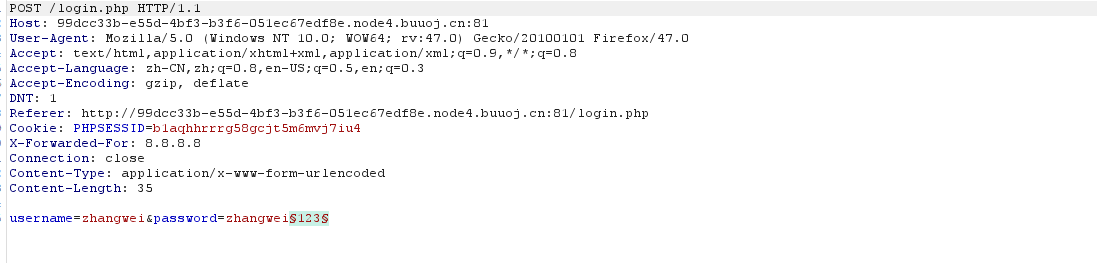 POST /login.php HTTP/1.1
Host: 99dcc33b-e55d-4bf3-b3f6-051ec67edf8e.node4.buuoj.cn:81
User-Agent: Mozilla/5.0 (Windows NT 10.0; WOW64; rv:47.0) Gecko/20100101 Firefox/47.0
Accept: text/html,application/xhtml+xml,application/xml;q=0.9,*/*;q=0.8
Accept-Language: zh-CN,zh;q=0.8,en-US;q=0.5,en;q=0.3
Accept-Encoding: gzip, deflate
DNT: 1
Referer: http://99dcc33b-e55d-4bf3-b3f6-051ec67edf8e.node4.buuoj.cn:81/login.php
Cookie: PHPSESSID=b1aqhhrrrg58gcjt5m6mvj7iu4
X-Forwarded-For: 8.8.8.8
Connection: close
Content-Type: application/x-www-form-urlencoded
Content-Length: 35
username=zhangwei&password=zhangwei§123§